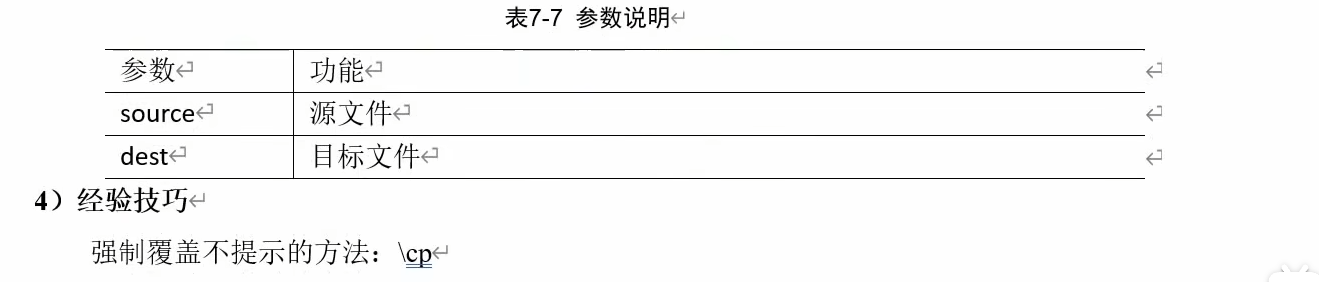 表7-7 参数说明
参数 功能
source 源文件
dest 目标文件
4）经验技巧
强制覆盖不提示的方法：\cp